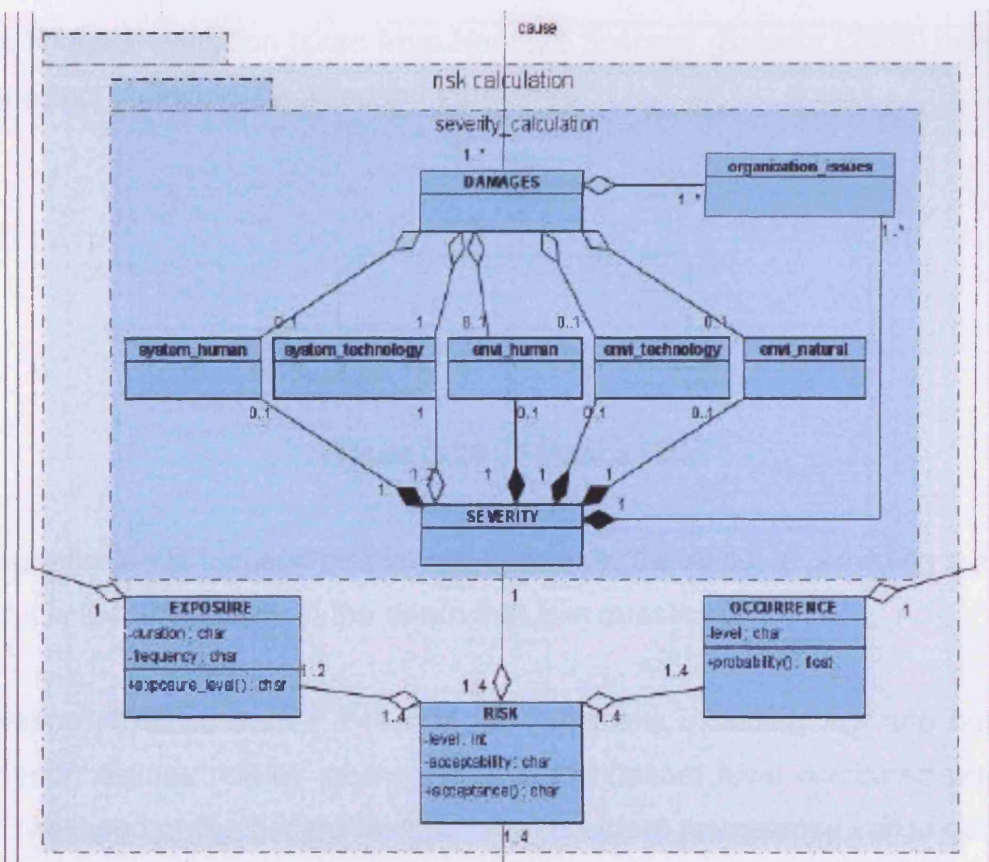 cause
risk calculation
severity_calculation
1..*
DAMAGES
organization_issues
1..*
1..*
0..1
1
0..1
0..1
0..1
system_human
system_technology
envi_human
envi_technology
envi_natural
0..1
1
0..1
0..1
0..1
1
1..2
1
1
1
SEVERITY
1
1
1
1
EXPOSURE
-duration : char
-frequency : char
+exposure_level() : char
OCCURRENCE
-level : char
+probability() : float
1..2
1..4
1..4
1..4
1..4
RISK
-level : int
-acceptability : char
+acceptance() : char
1..4